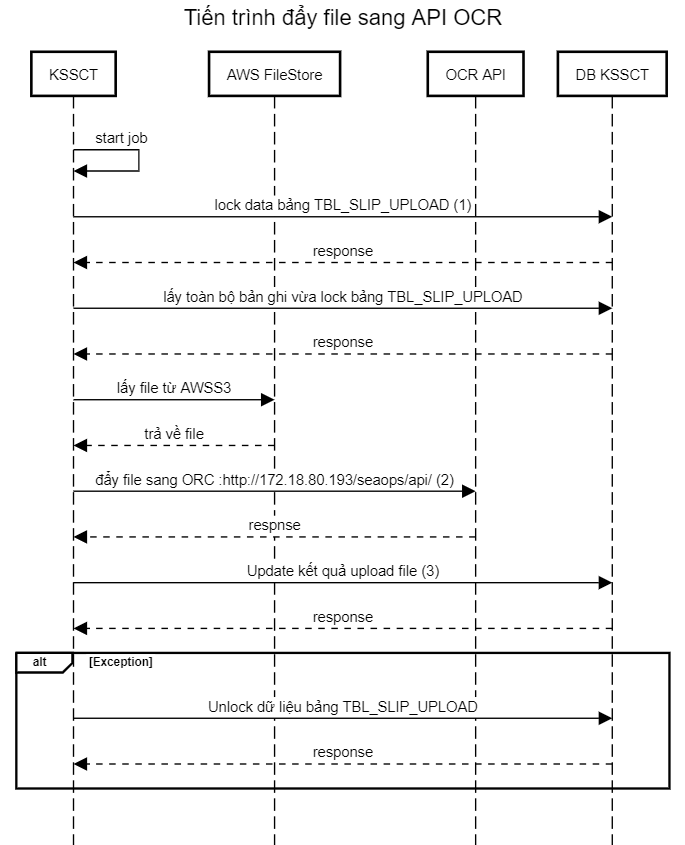 Tiến trình đẩy file sang API OCR
KSSCT
AWS FileStore
OCR API
DB KSSCT
start job
lock data bảng TBL_SLIP_UPLOAD (1)
response
lấy toàn bộ bản ghi vừa lock bảng TBL_SLIP_UPLOAD
response
lấy file từ AWSS3
trả về file
đẩy file sang ORC :http://172.18.80.193/seaops/api/ (2)
respnse
Update kết quả upload file (3)
response
alt
[Exception]
Unlock dữ liệu bảng TBL_SLIP_UPLOAD
response